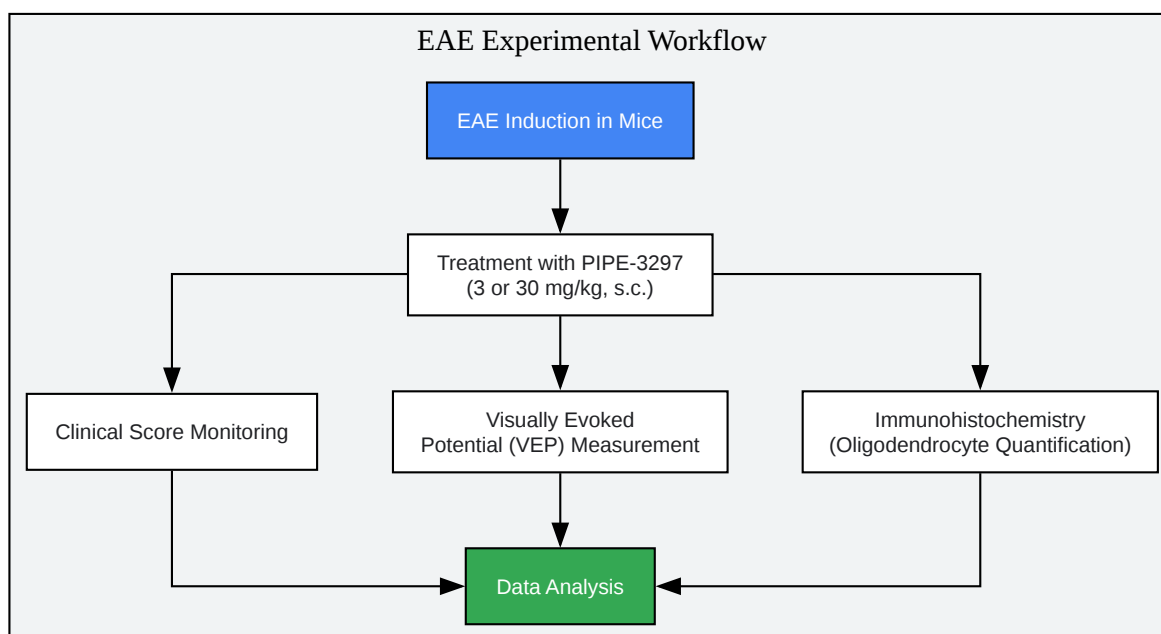 EAE Experimental Workflow
EAE Induction in Mice
Treatment with PIPE-3297
(3 or 30 mg/kg, s.c.)
Clinical Score Monitoring
Visually Evoked
Potential (VEP) Measurement
Immunohistochemistry
(Oligodendrocyte Quantification)
Data Analysis